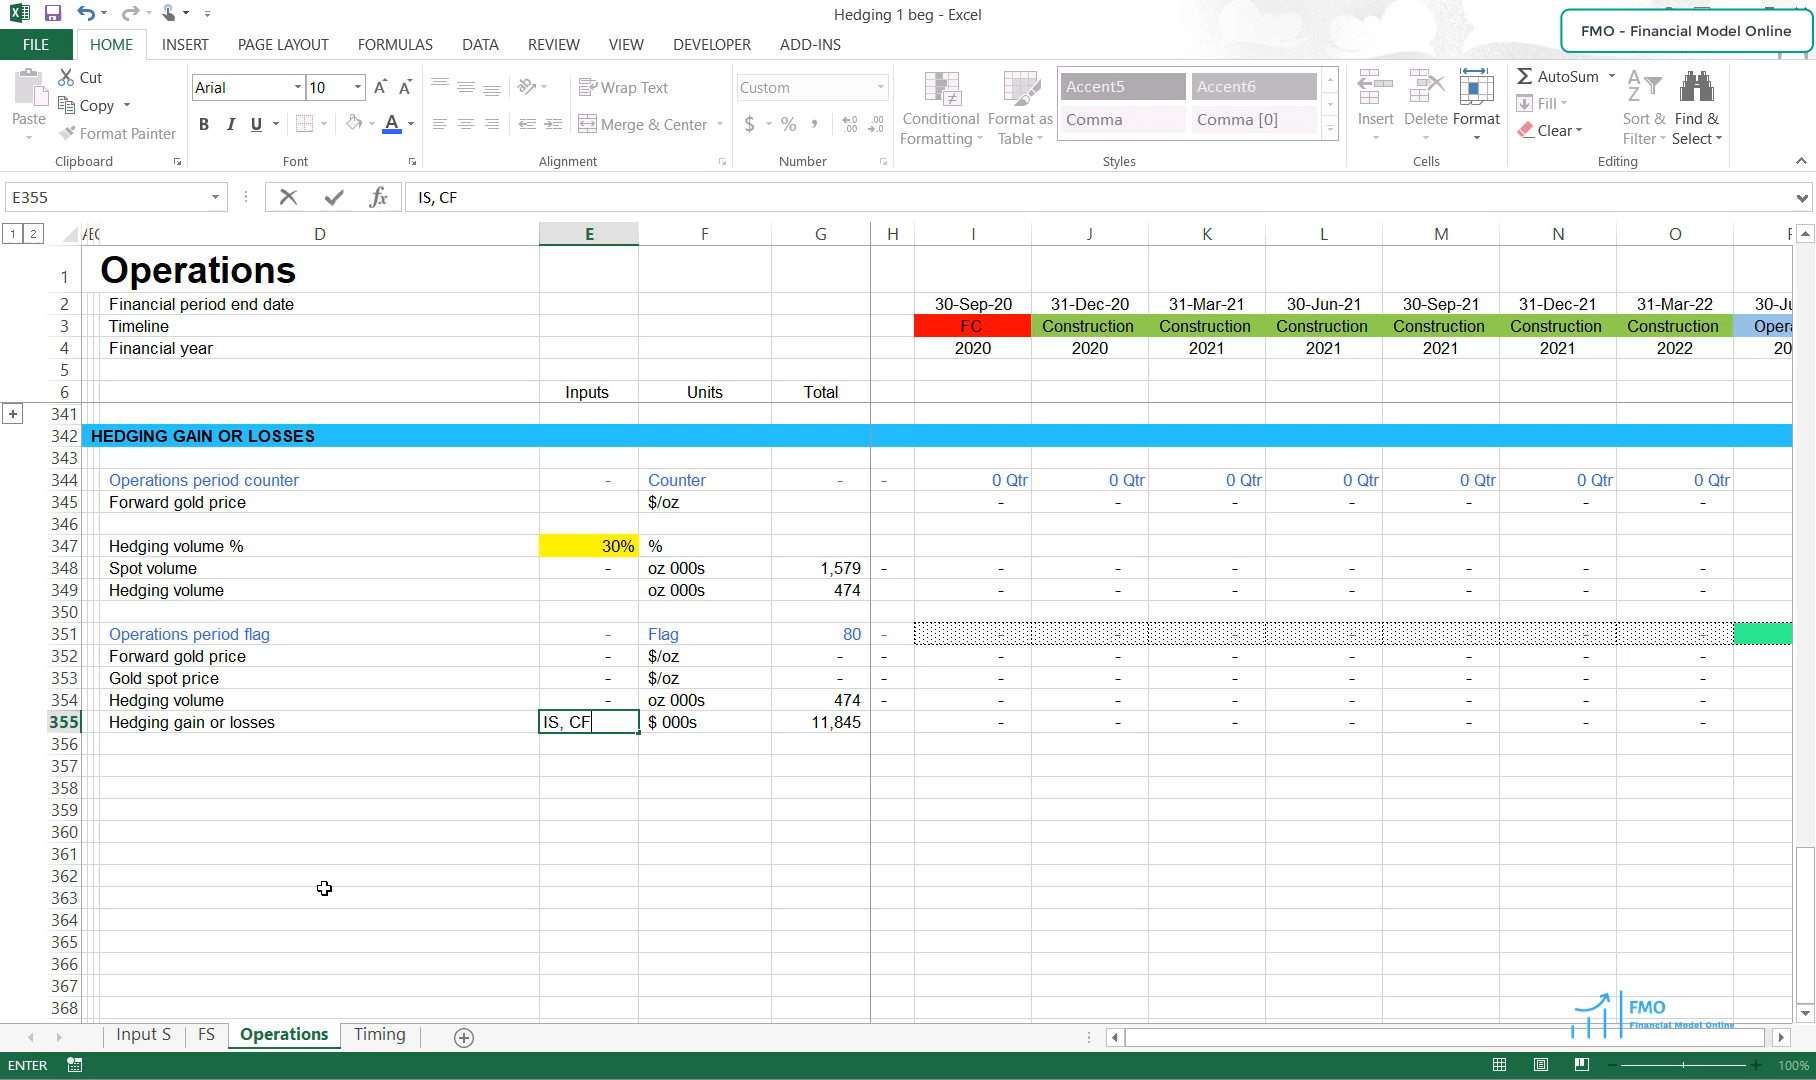 Hedging 1 beg - Excel
FMO - Financial Model Online
FILE HOME INSERT PAGE LAYOUT FORMULAS DATA REVIEW VIEW DEVELOPER ADD-INS
Paste
Cut
Copy
Format Painter
Clipboard
Arial 10
B I U
Font
Wrap Text
Merge & Center
Alignment
Custom
$ % ,
Number
Conditional Formatting
Format as Table
Accent5 Accent6
Comma Comma [0]
Styles
Insert Delete Format
Cells
AutoSum
Fill
Clear
Sort & Filter
Find & Select
Editing
E355 fx IS, CF
1 2 D E F G H I J K L M N O
1 Operations
2 Financial period end date 30-Sep-20 31-Dec-20 31-Mar-21 30-Jun-21 30-Sep-21 31-Dec-21 31-Mar-22 30-Ju
3 Timeline FC Construction Construction Construction Construction Construction Construction Opera
4 Financial year 2020 2020 2021 2021 2021 2021 2022 20
5
6 Inputs Units Total
341
342 HEDGING GAIN OR LOSSES
343
344 Operations period counter - Counter - - 0 Qtr 0 Qtr 0 Qtr 0 Qtr 0 Qtr 0 Qtr 0 Qtr
345 Forward gold price $/oz - - - - - - -
346
347 Hedging volume % 30% %
348 Spot volume - oz 000s 1,579 - - - - - - - -
349 Hedging volume oz 000s 474 - - - - - - -
350
351 Operations period flag - Flag 80 - - - - - - - -
352 Forward gold price - $/oz - - - - - - - - -
353 Gold spot price - $/oz - - - - - - - - -
354 Hedging volume - oz 000s 474 - - - - - - - -
355 Hedging gain or losses IS, CF $ 000s 11,845 - - - - - - -
356
357
358
359
360
361
362
363
364
365
366
367
368
FMO
Financial Model Online
Input S FS Operations Timing
ENTER 100%